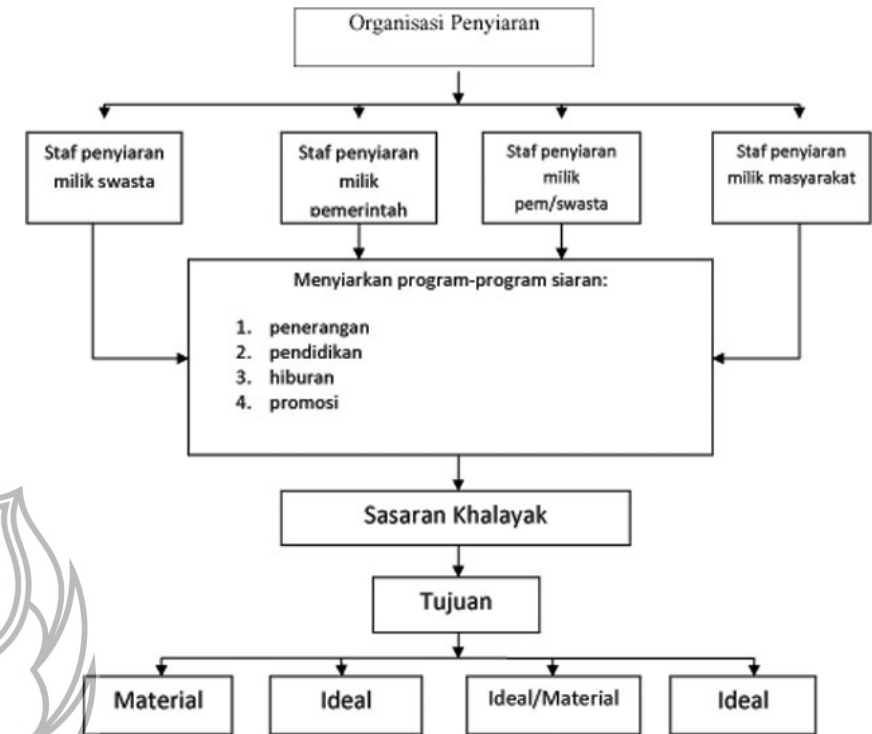 Organisasi Penyiaran
Staf penyiaran
milik swasta
Staf penyiaran
milik
pemerintah
Staf penyiaran
milik
pem/swasta
Staf penyiaran
milik masyarakat
Menyiarkan program-program siaran:
1. penerangan
2. pendidikan
3. hiburan
4. promosi
Sasaran Khalayak
Tujuan
Material
Ideal
Ideal/Material
Ideal